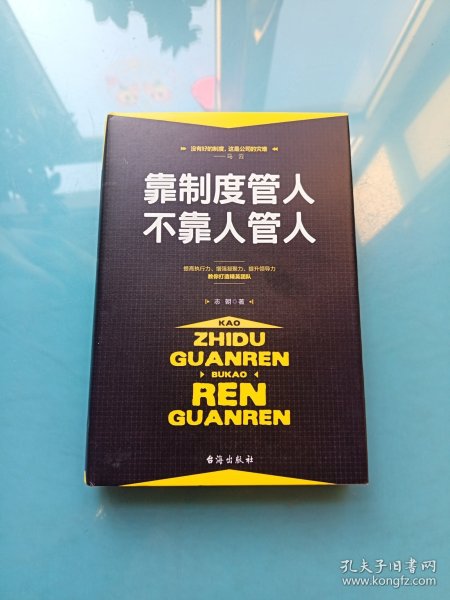 没有好的制度，这是公司的灾难
——马 云
靠制度管人
不靠人管人
提高执行力、增强凝聚力、提升领导力
教你打造精英团队
志朝◎著
KAO
ZHIDU
GUANREN
BUKAO
REN
GUANREN
台海出版社
孔夫子旧书网
www.kongfz.com